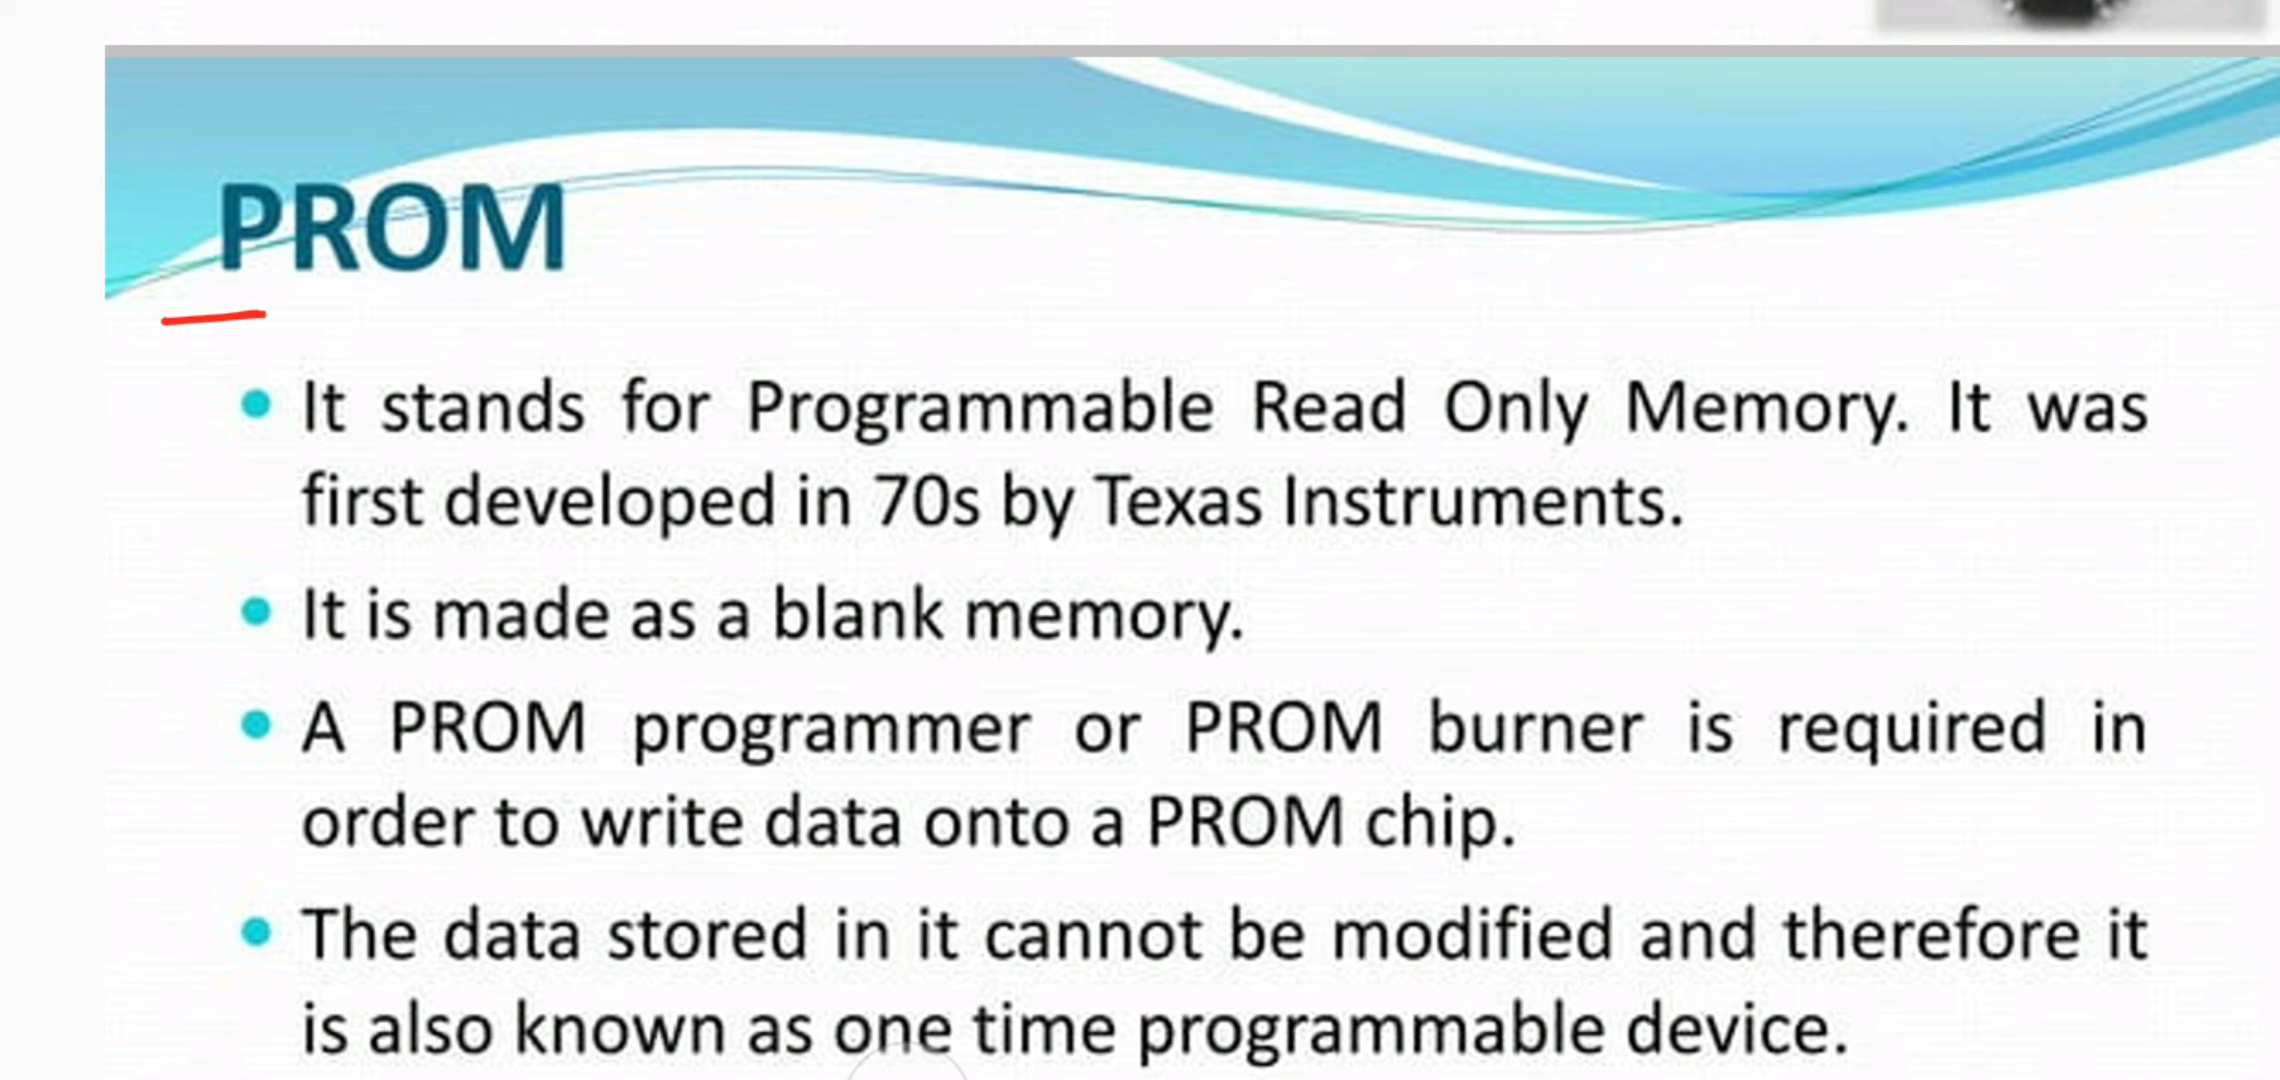 PROM
• It stands for Programmable Read Only Memory. It was
first developed in 70s by Texas Instruments.
• It is made as a blank memory.
• A PROM programmer or PROM burner is required in
order to write data onto a PROM chip.
• The data stored in it cannot be modified and therefore it
is also known as one time programmable device.